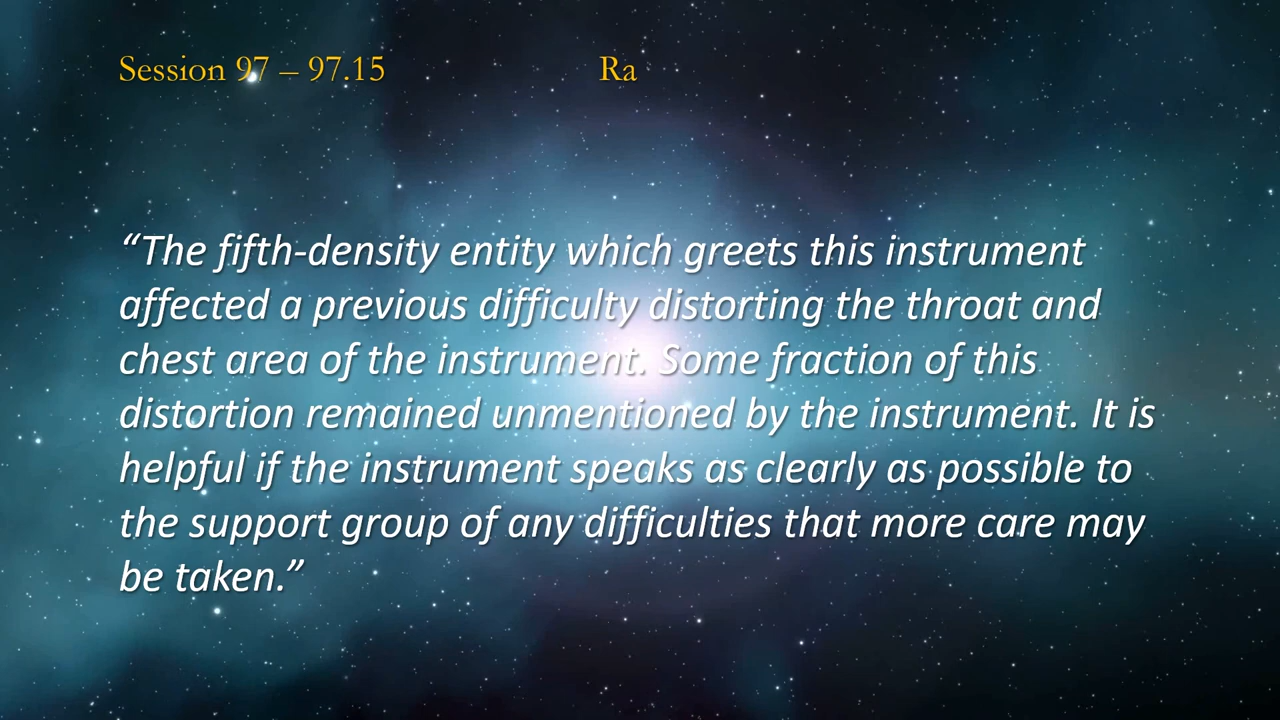 Session 97 – 97.15 Ra
“The fifth-density entity which greets this instrument
affected a previous difficulty distorting the throat and
chest area of the instrument. Some fraction of this
distortion remained unmentioned by the instrument. It is
helpful if the instrument speaks as clearly as possible to
the support group of any difficulties that more care may
be taken.”